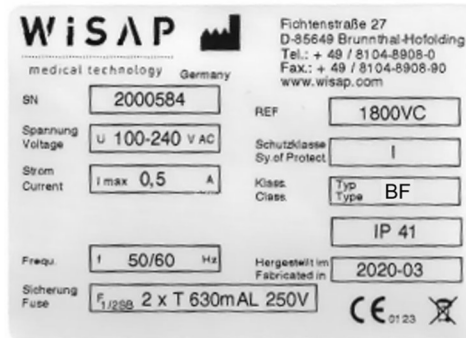 WiSAP
medical technology Germany
Fichtenstraße 27
D-85649 Brunnthal-Hofolding
Tel.: + 49 / 8104-8908-0
Fax.: + 49 / 8104-8908-90
www.wisap.com
SN 2000584
REF 1800VC
Spannung
Voltage U 100-240 V AC
Schutzklasse
Sy.of Protect. I
Strom
Current I max 0,5 A
Klass.
Class. Typ
Type BF
IP 41
Frequ. f 50/60 Hz
Hergestellt im
Fabricated in 2020-03
Sicherung
Fuse F1/2SB 2 x T 630mAL 250V
CE 0123